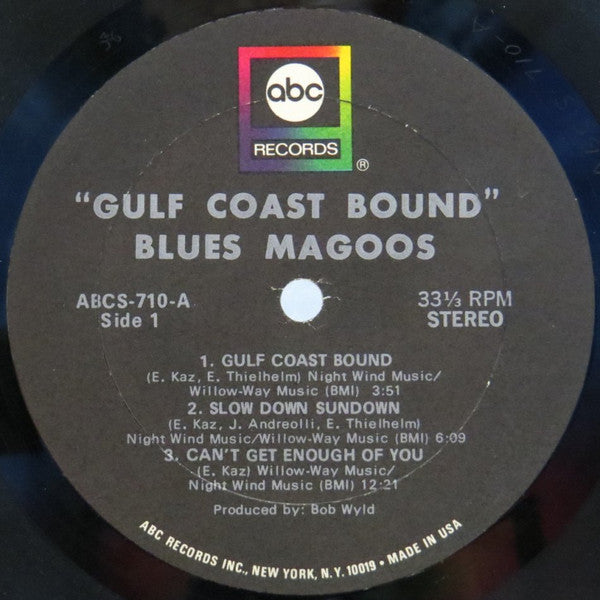 abc
RECORDS
®
"GULF COAST BOUND"
BLUES MAGOOS
ABCS-710-A
Side 1
33⅓ RPM
STEREO
1. GULF COAST BOUND
(E. Kaz, E. Thielhelm) Night Wind Music/
Willow-Way Music (BMI) 3:51
2. SLOW DOWN SUNDOWN
(E. Kaz, J. Andreolli, E. Thielhelm)
Night Wind Music/Willow-Way Music (BMI) 6:09
3. CAN'T GET ENOUGH OF YOU
(E. Kaz) Willow-Way Music/
Night Wind Music (BMI) 12:21
Produced by: Bob Wyld
ABC RECORDS INC., NEW YORK, N.Y. 10019 • MADE IN USA